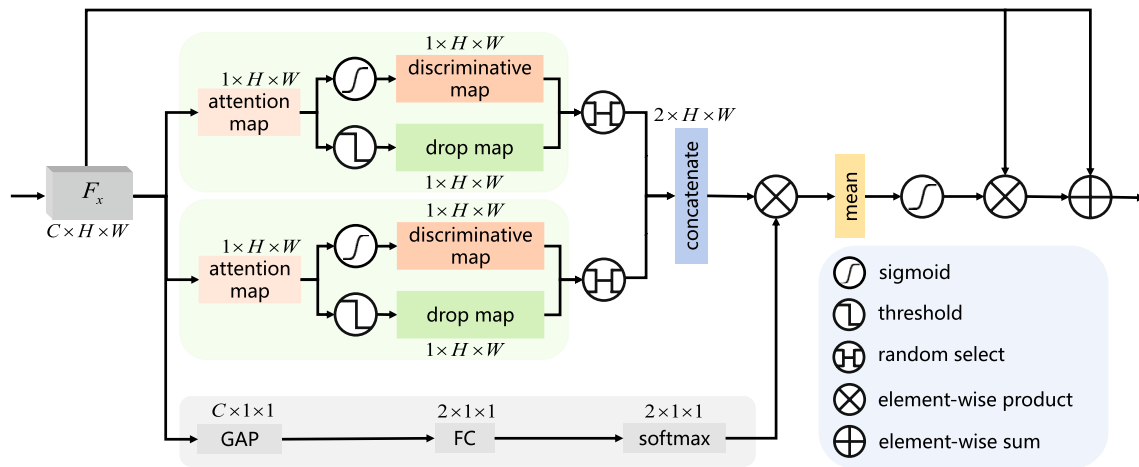 F_x
C×H×W
1×H×W
attention
map
1×H×W
discriminative
map
drop map
1×H×W
1×H×W
attention
map
1×H×W
discriminative
map
drop map
1×H×W
C×1×1
GAP
2×1×1
FC
2×1×1
softmax
2×H×W
concatenate
mean
sigmoid
threshold
random select
element-wise product
element-wise sum